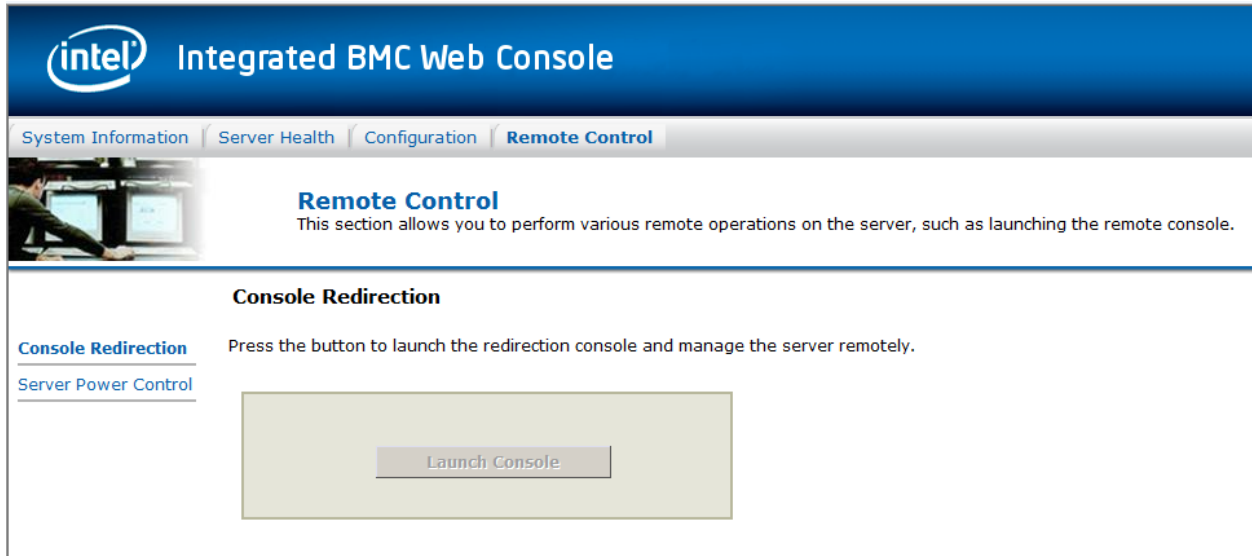 intel Integrated BMC Web Console
System Information Server Health Configuration Remote Control
Remote Control
This section allows you to perform various remote operations on the server, such as launching the remote console.
Console Redirection
Console Redirection
Server Power Control
Press the button to launch the redirection console and manage the server remotely.
Launch Console